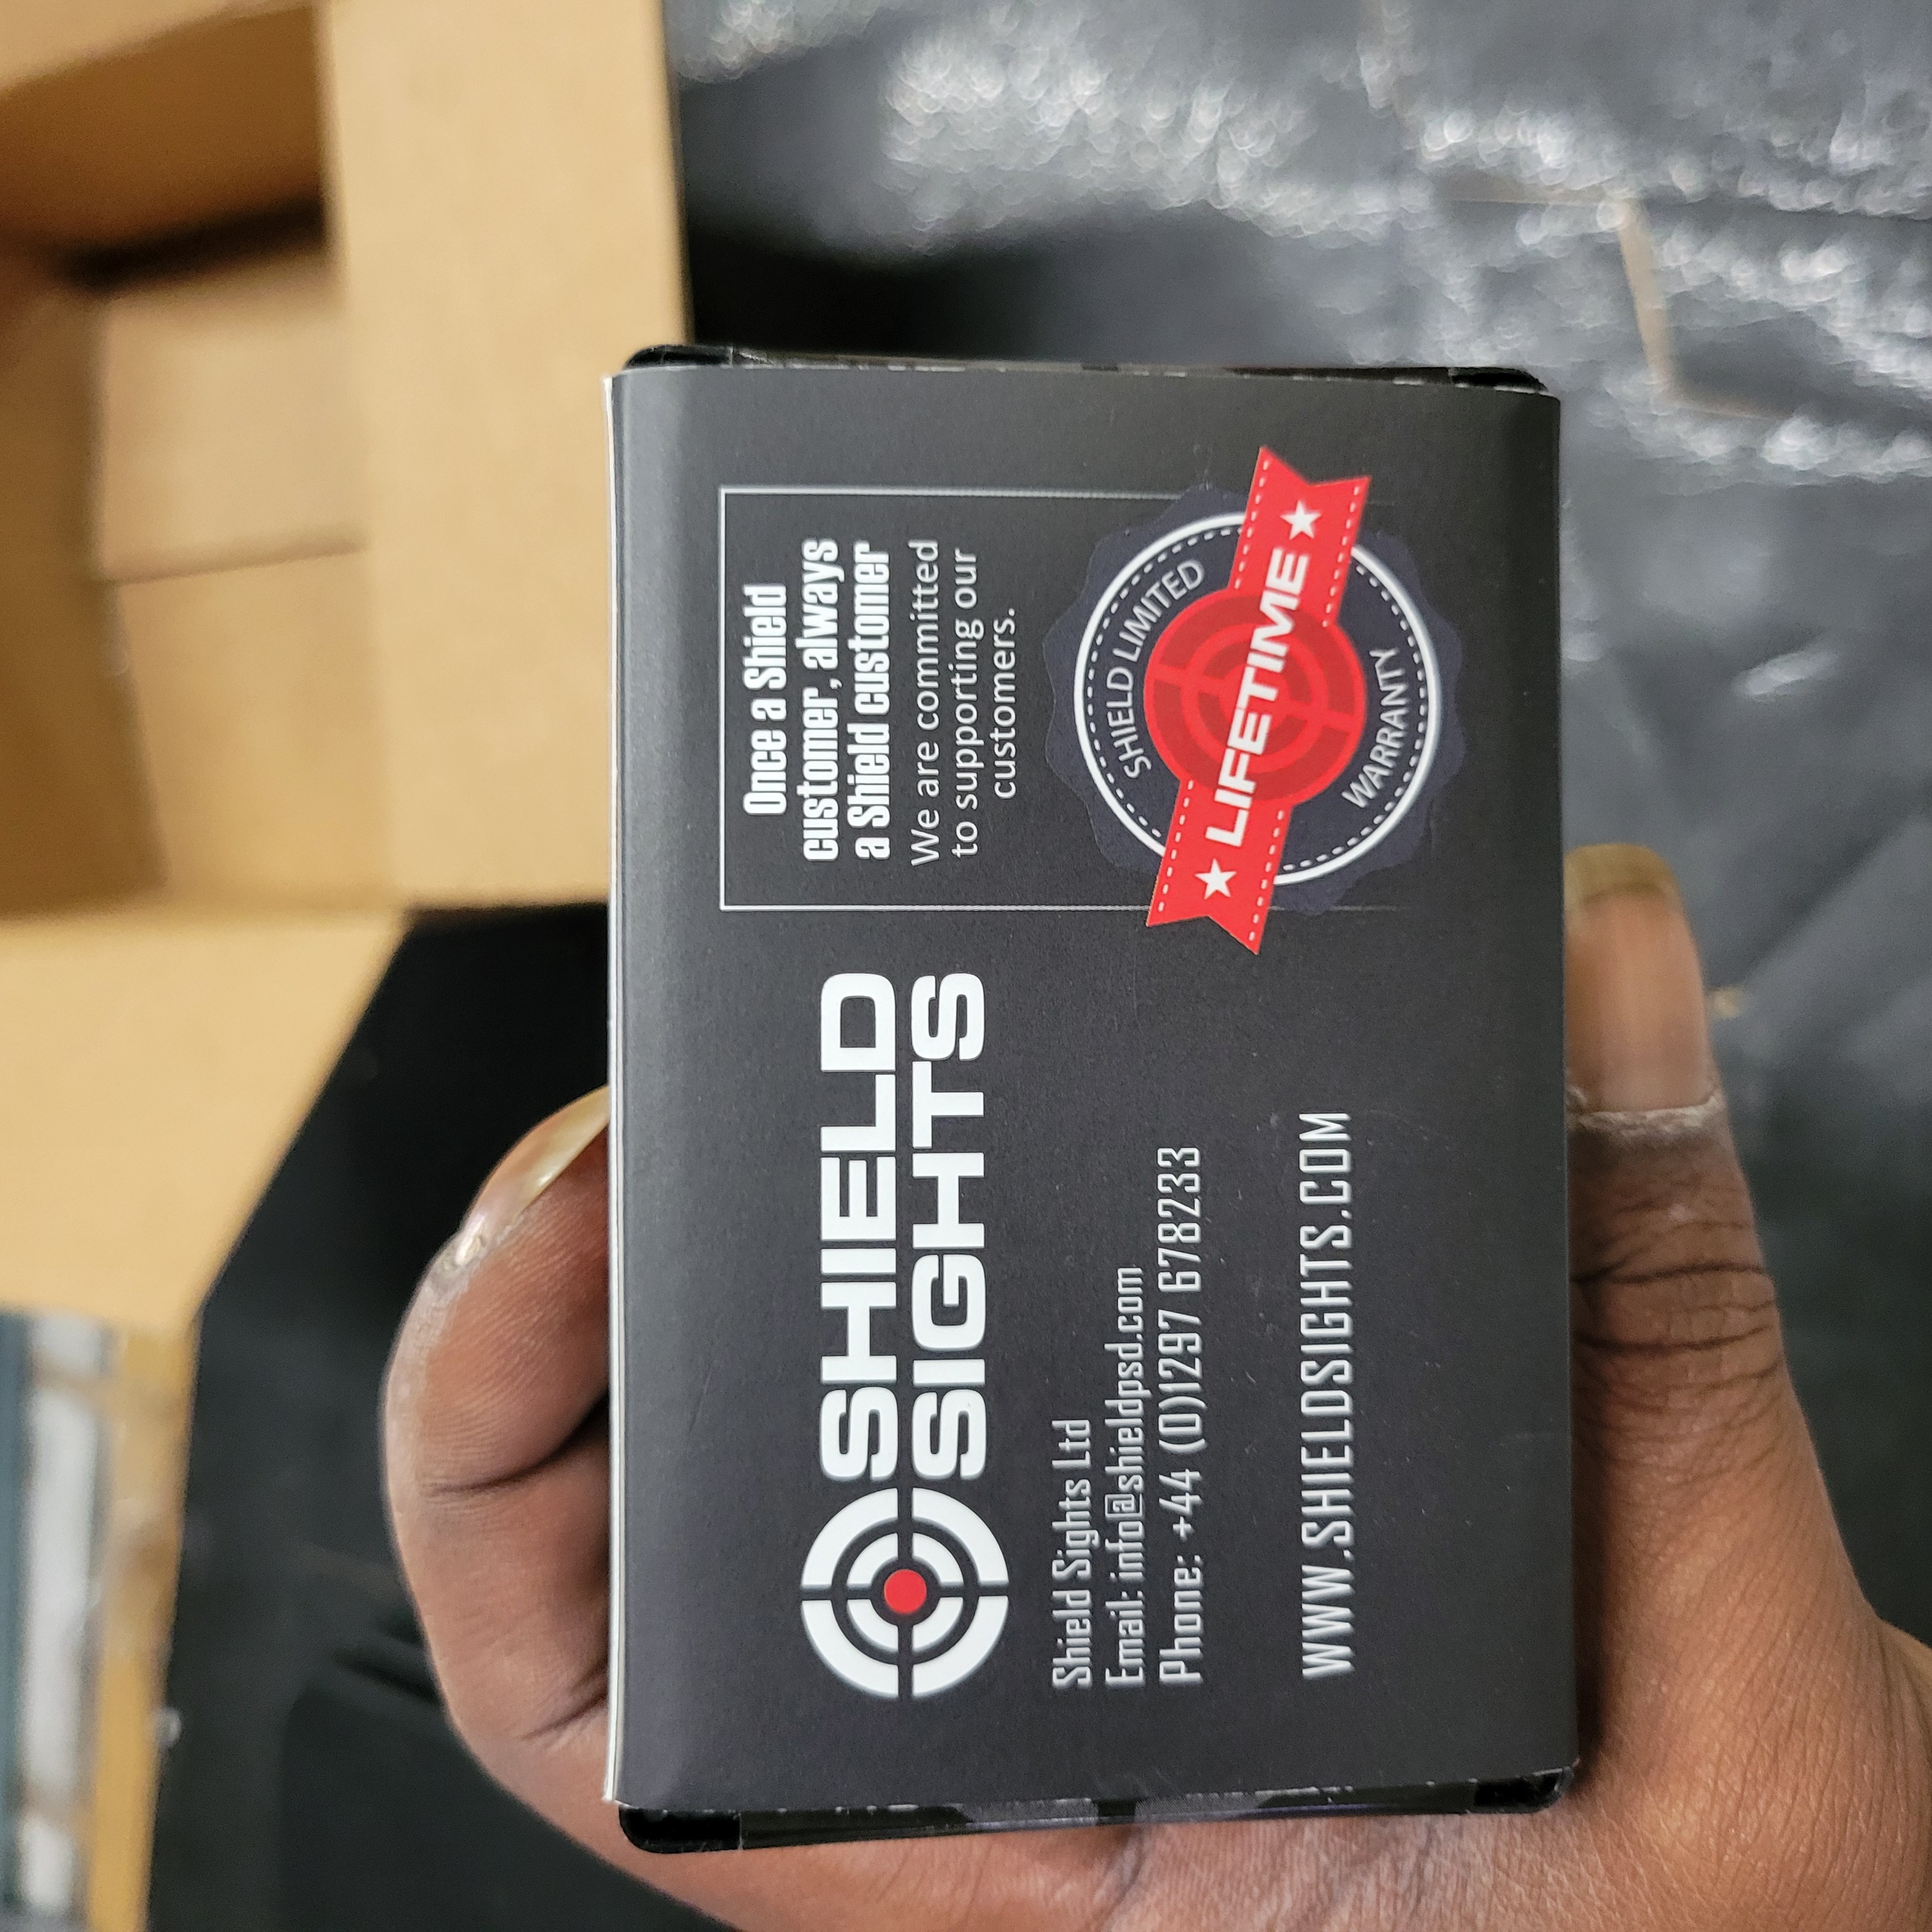 SHIELD
SIGHTS
Shield Sights Ltd
Email: info@shieldpsd.com
Phone: +44 (0)1297 678233
WWW.SHIELDSIGHTS.COM
Once a Shield
customer, always
a Shield customer
We are committed
to supporting our
customers.
SHIELD LIMITED
LIFETIME
WARRANTY